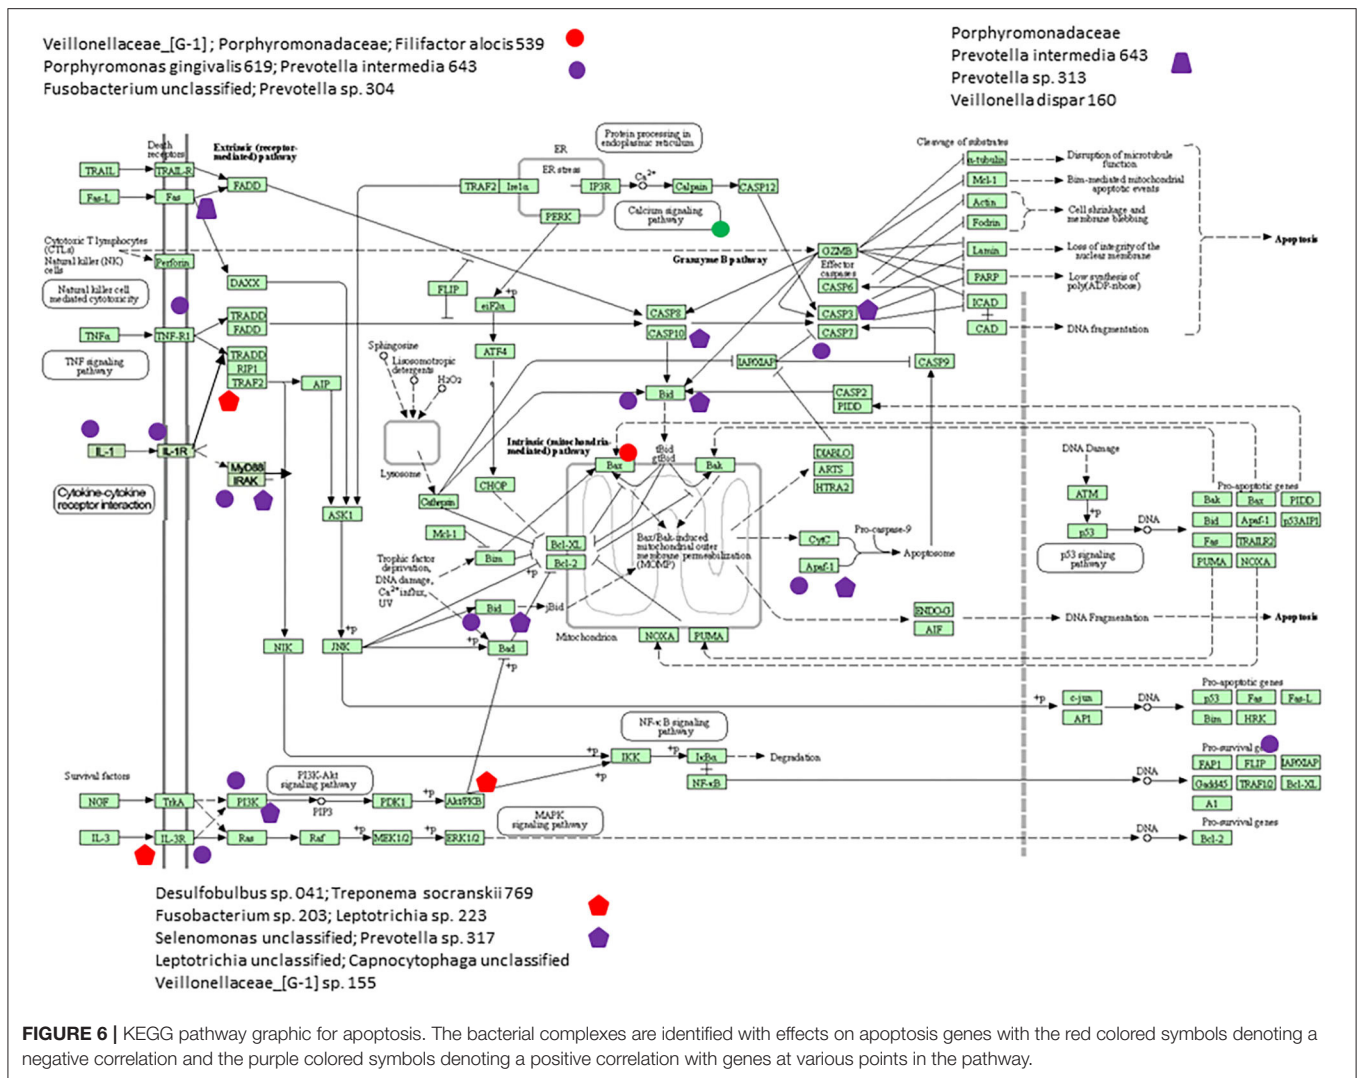 Veillonellaceae_[G-1] ; Porphyromonadaceae; Filifactor alocis 539
Porphyromonas gingivalis 619; Prevotella intermedia 643
Fusobacterium unclassified; Prevotella sp. 304
Porphyromonadaceae
Prevotella intermedia 643
Prevotella sp. 313
Veillonella dispar 160
Death
receptors
Extrinsic (receptor-
mediated) pathway
TRAIL
TRAIL-R
FADD
Fas-L
Fas
Cytotoxic T lymphocytes
(CTLs)
Natural killer (NK)
cells
Perforin
Natural killer cell
mediated cytotoxicity
DAXX
TNFα
TNF-R1
TRADD
FADD
TNF signaling
pathway
TRADD
RIP1
TRAF2
AIP
IL-1
IL-1R
MyD88
IRAK
Cytokine-cytokine
receptor interaction
ER
ER stress
TRAF2
Ire1α
IP3R
PERK
Protein processing in
endoplasmic reticulum
Ca²⁺
Calpain
CASP12
Calcium signaling
pathway
Granzyme B pathway
GZMB
Effector
caspases
CASP6
CASP3
CASP7
FLIP
+p
eIF2α
ATF4
CHOP
CASP8
CASP10
IAP/XIAP
CASP9
Bid
CASP2
PIDD
Sphingosine
Lisosomotropic
detergents
H₂O₂
Lysosome
Cathepsin
Intrinsic (mitochondria-
mediated) pathway
tBid
gtBid
Bax
Bak
DIABLO
ARTS
HTRA2
ASK1
Mcl-1
Bim
Bcl-XL
Bcl-2
Bax/Bak-induced
mitochondrial outer
membrane permeabilization
(MOMP)
CytC
Apaf-1
Pro-caspase-9
Apoptosome
Trophic factor
deprivation,
DNA damage,
Ca²⁺ influx,
UV
+p
Bid
jBid
+p
Bad
+p
Mitochondrion
NOXA
PUMA
ENDO-G
AIF
DNA Fragmentation
Apoptosis
NIK
+p
JNK
Cleavage of substrates
α-tubulin
Disruption of microtubule
function
Mcl-1
Bim-mediated mitochondrial
apoptotic events
Actin
Fodrin
Cell shrinkage and
membrane blebbing
Lamin
Loss of integrity of the
nuclear membrane
PARP
Low synthesis of
poly(ADP-ribose)
ICAD
CAD
DNA fragmentation
Apoptosis
DNA Damage
ATM
+p
p53
DNA
p53 signaling
pathway
Pro-apoptotic genes
Bak
Bax
PIDD
Bid
Apaf-1
p53AIP1
Fas
TRAILR2
PUMA
NOXA
+p
c-jun
AP1
DNA
Pro-apoptotic genes
p53
Fas
Fas-L
Bim
HRK
NF-κB signaling
pathway
+p
IKK
+p
IκBα
Degradation
+p
NF-κB
DNA
Pro-survival genes
FAP1
FLIP
IAP/XIAP
Gadd45
TRAF1/2
Bcl-XL
A1
Survival factors
NGF
TrkA
PI3K
PI3K-Akt
signaling pathway
PIP3
PDK1
+p
Akt/PKB
IL-3
IL-3R
Ras
Raf
+p
MEK1/2
+p
ERK1/2
MAPK
signaling pathway
DNA
Pro-survival genes
Bcl-2
Desulfobulbus sp. 041; Treponema socranskii 769
Fusobacterium sp. 203; Leptotrichia sp. 223
Selenomonas unclassified; Prevotella sp. 317
Leptotrichia unclassified; Capnocytophaga unclassified
Veillonellaceae_[G-1] sp. 155
FIGURE 6 | KEGG pathway graphic for apoptosis. The bacterial complexes are identified with effects on apoptosis genes with the red colored symbols denoting a
negative correlation and the purple colored symbols denoting a positive correlation with genes at various points in the pathway.